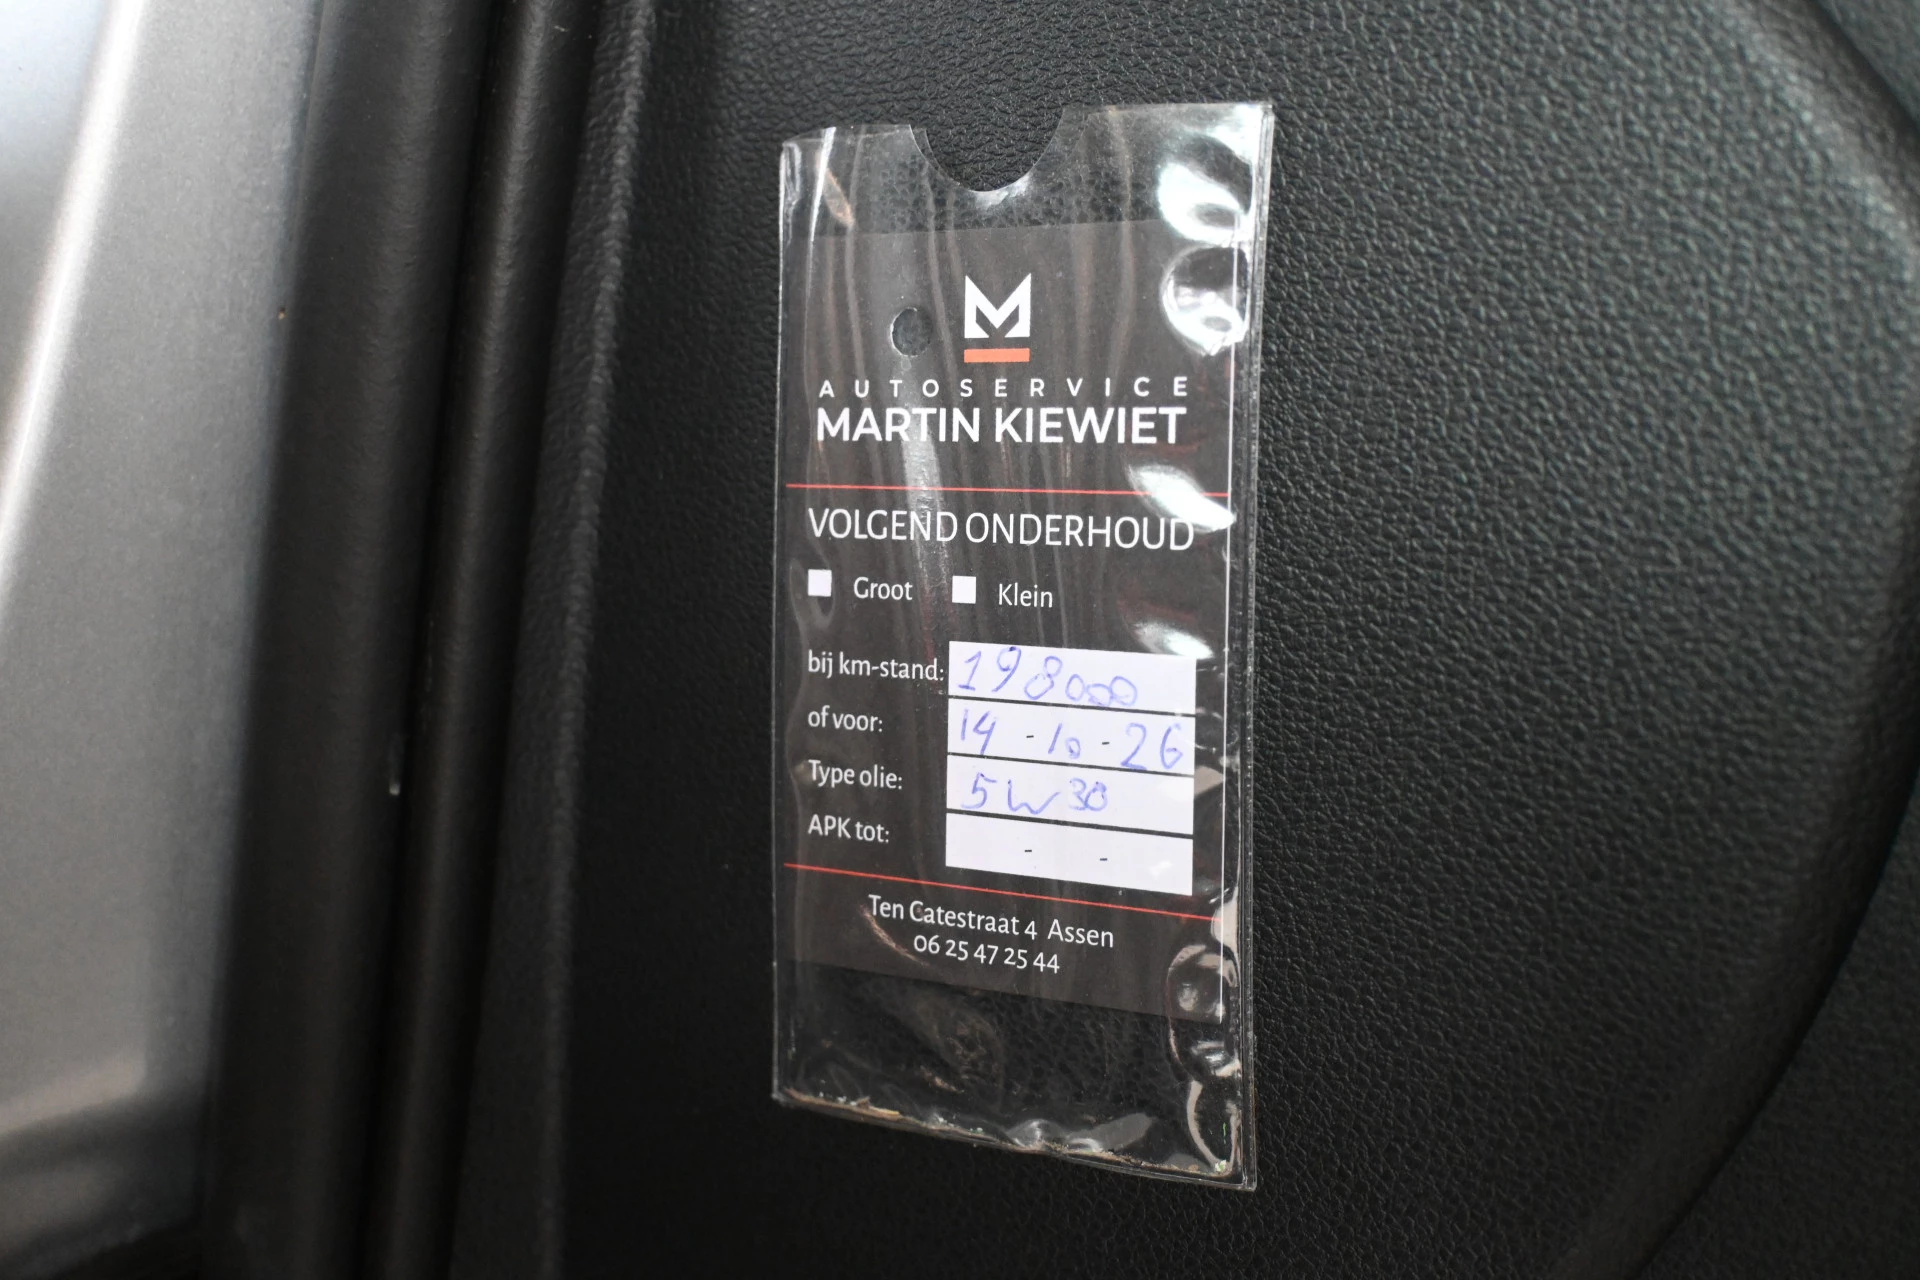 M
AUTOSERVICE
MARTIN KIEWIET
VOLGEND ONDERHOUD
Groot Klein
bij km-stand: 198000
of voor: 14-10-26
Type olie: 5W30
APK tot: - -
Ten Catestraat 4 Assen
06 25 47 25 44